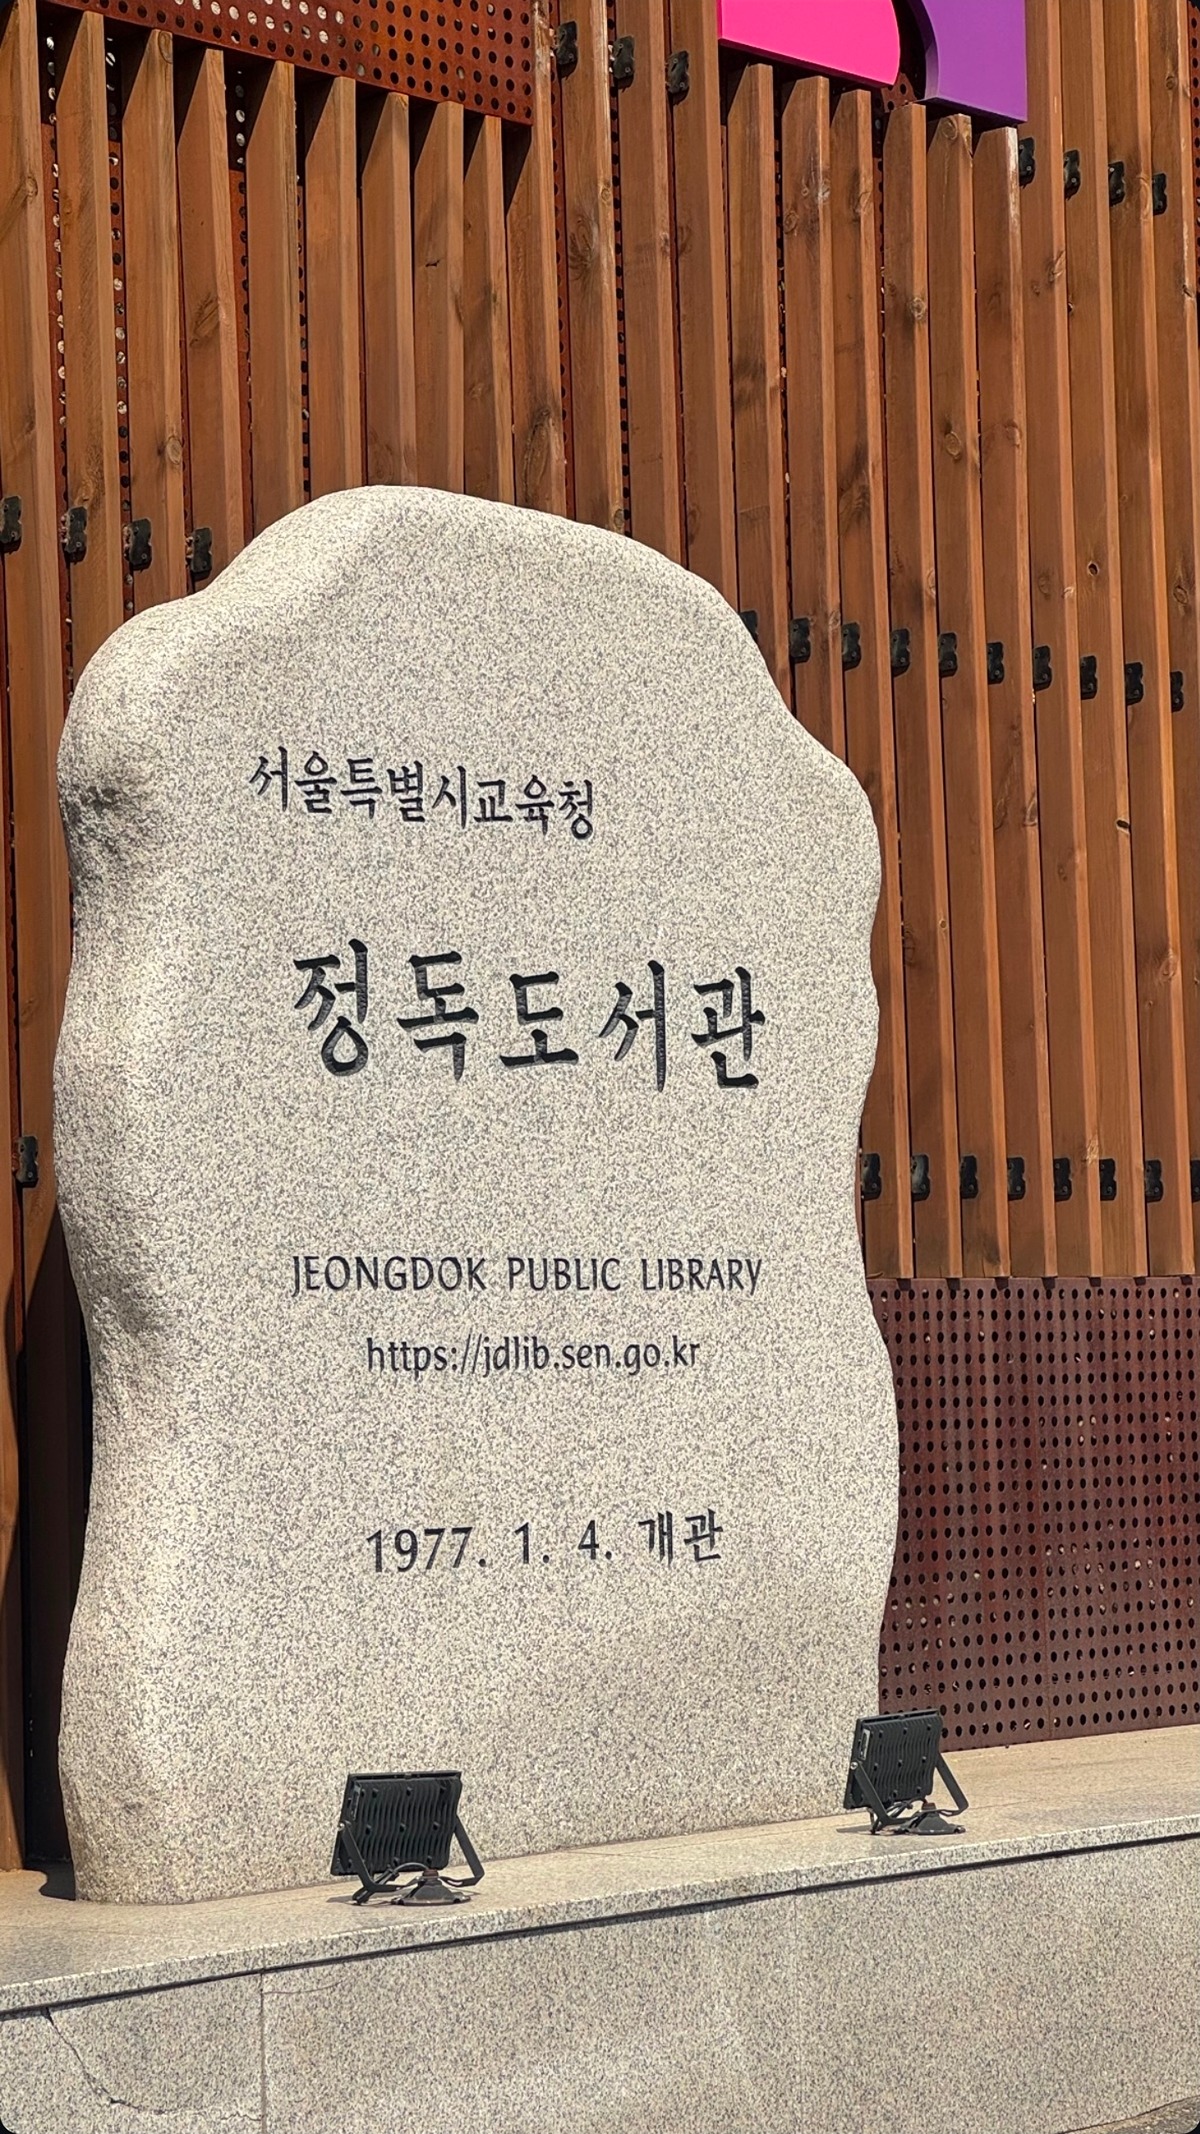 서울특별시교육청
정독도서관
JEONGDOK PUBLIC LIBRARY
https://jdlib.sen.go.kr
1977. 1. 4. 개관